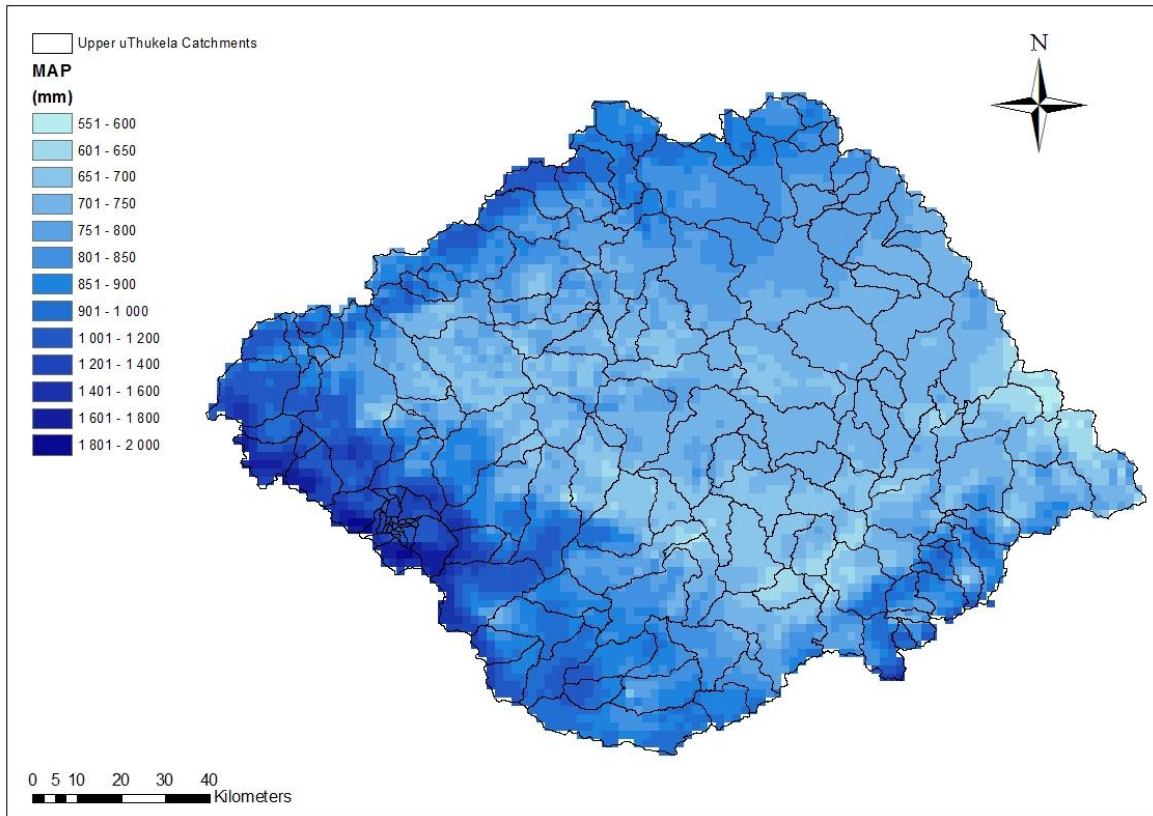 Upper uThukela Catchments
MAP
(mm)
551 - 600
601 - 650
651 - 700
701 - 750
751 - 800
801 - 850
851 - 900
901 - 1 000
1 001 - 1 200
1 201 - 1 400
1 401 - 1 600
1 601 - 1 800
1 801 - 2 000
N
0 5 10 20 30 40
Kilometers